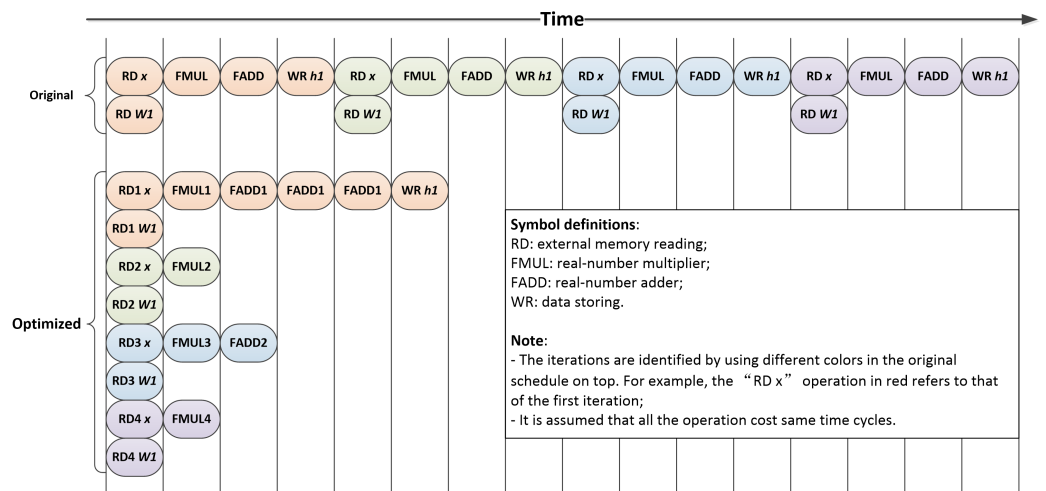 Time
Original
RD x FMUL FADD WR h1 RD x FMUL FADD WR h1 RD x FMUL FADD WR h1 RD x FMUL FADD WR h1
RD W1 RD W1 RD W1 RD W1
Optimized
RD1 x FMUL1 FADD1 FADD1 FADD1 WR h1
RD1 W1
RD2 x FMUL2
RD2 W1
RD3 x FMUL3 FADD2
RD3 W1
RD4 x FMUL4
RD4 W1
Symbol definitions:
RD: external memory reading;
FMUL: real-number multiplier;
FADD: real-number adder;
WR: data storing.
Note:
- The iterations are identified by using different colors in the original
schedule on top. For example, the “RD x” operation in red refers to that
of the first iteration;
- It is assumed that all the operation cost same time cycles.